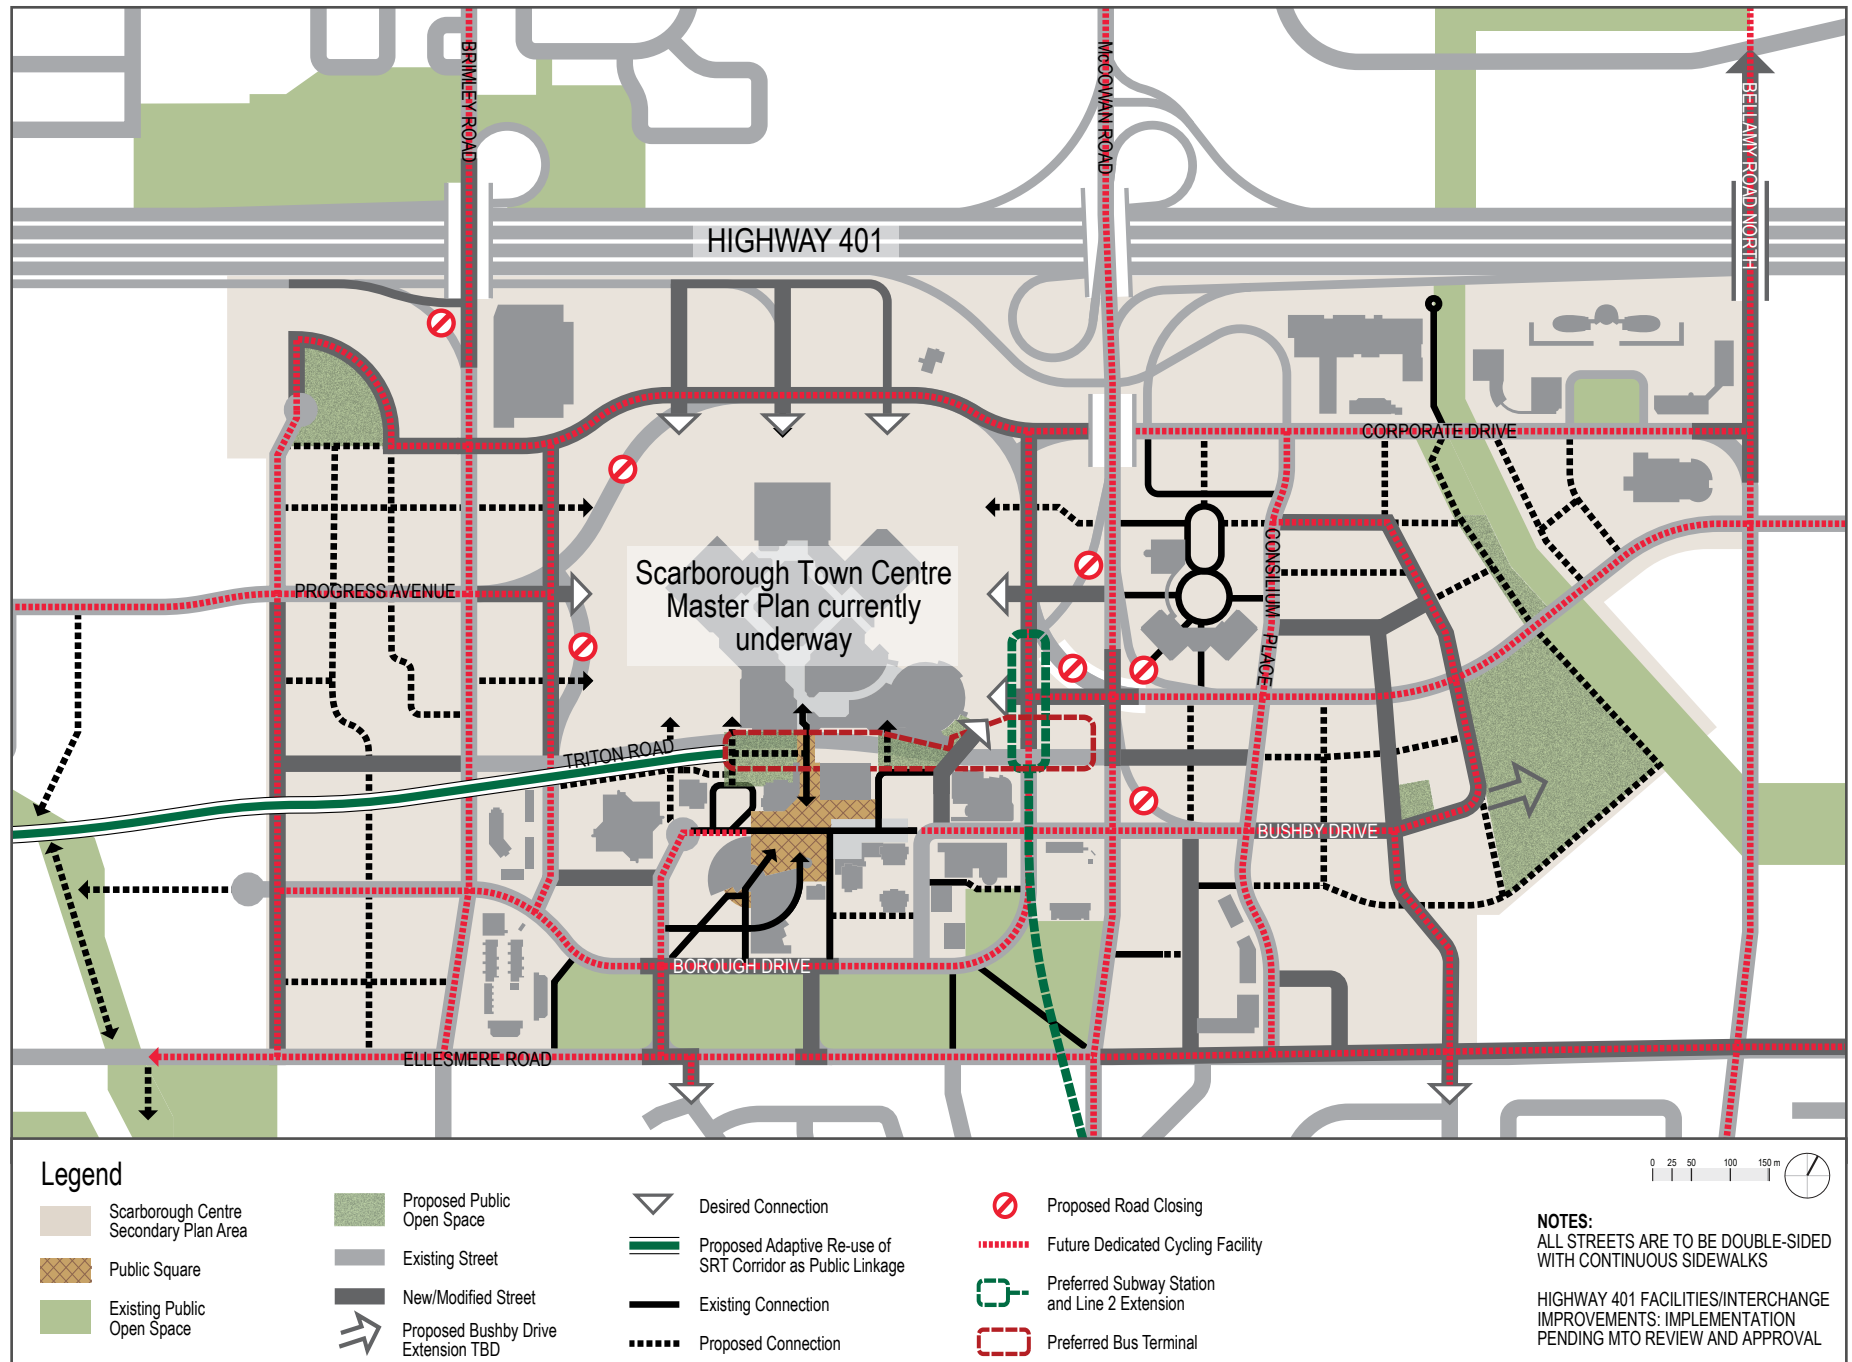 BRIMLEY ROAD
McCOWAN ROAD
BELLAMY ROAD NORTH
HIGHWAY 401
CORPORATE DRIVE
CONSILIUM PLACE
Scarborough Town Centre
Master Plan currently
underway
PROGRESS AVENUE
TRITON ROAD
BUSHBY DRIVE
BOROUGH DRIVE
ELLESMERE ROAD
Legend
Scarborough Centre
Secondary Plan Area
Public Square
Existing Public
Open Space
Proposed Public
Open Space
Existing Street
New/Modified Street
Proposed Bushby Drive
Extension TBD
Desired Connection
Proposed Adaptive Re-use of
SRT Corridor as Public Linkage
Existing Connection
Proposed Connection
Proposed Road Closing
Future Dedicated Cycling Facility
Preferred Subway Station
and Line 2 Extension
Preferred Bus Terminal
0 25 50 100 150 m
NOTES:
ALL STREETS ARE TO BE DOUBLE-SIDED
WITH CONTINUOUS SIDEWALKS
HIGHWAY 401 FACILITIES/INTERCHANGE
IMPROVEMENTS: IMPLEMENTATION
PENDING MTO REVIEW AND APPROVAL